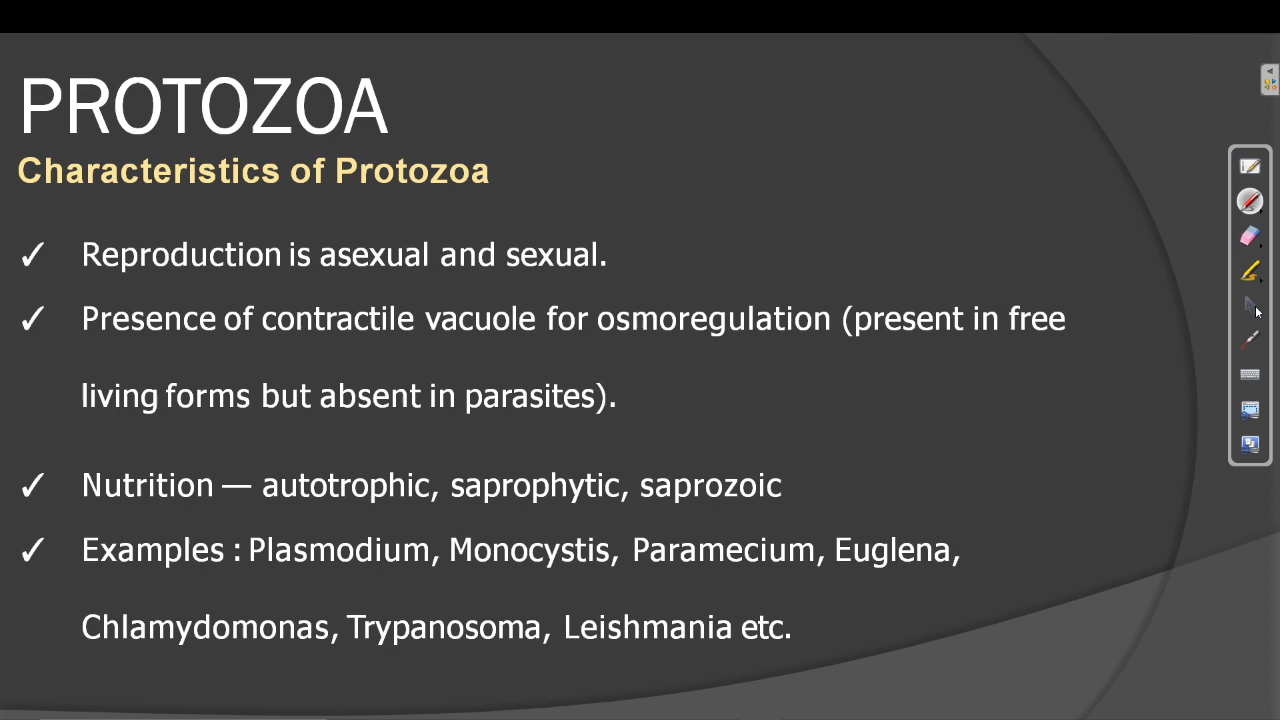 PROTOZOA
Characteristics of Protozoa
✓ Reproduction is asexual and sexual.
✓ Presence of contractile vacuole for osmoregulation (present in free
living forms but absent in parasites).
✓ Nutrition — autotrophic, saprophytic, saprozoic
✓ Examples : Plasmodium, Monocystis, Paramecium, Euglena,
Chlamydomonas, Trypanosoma, Leishmania etc.